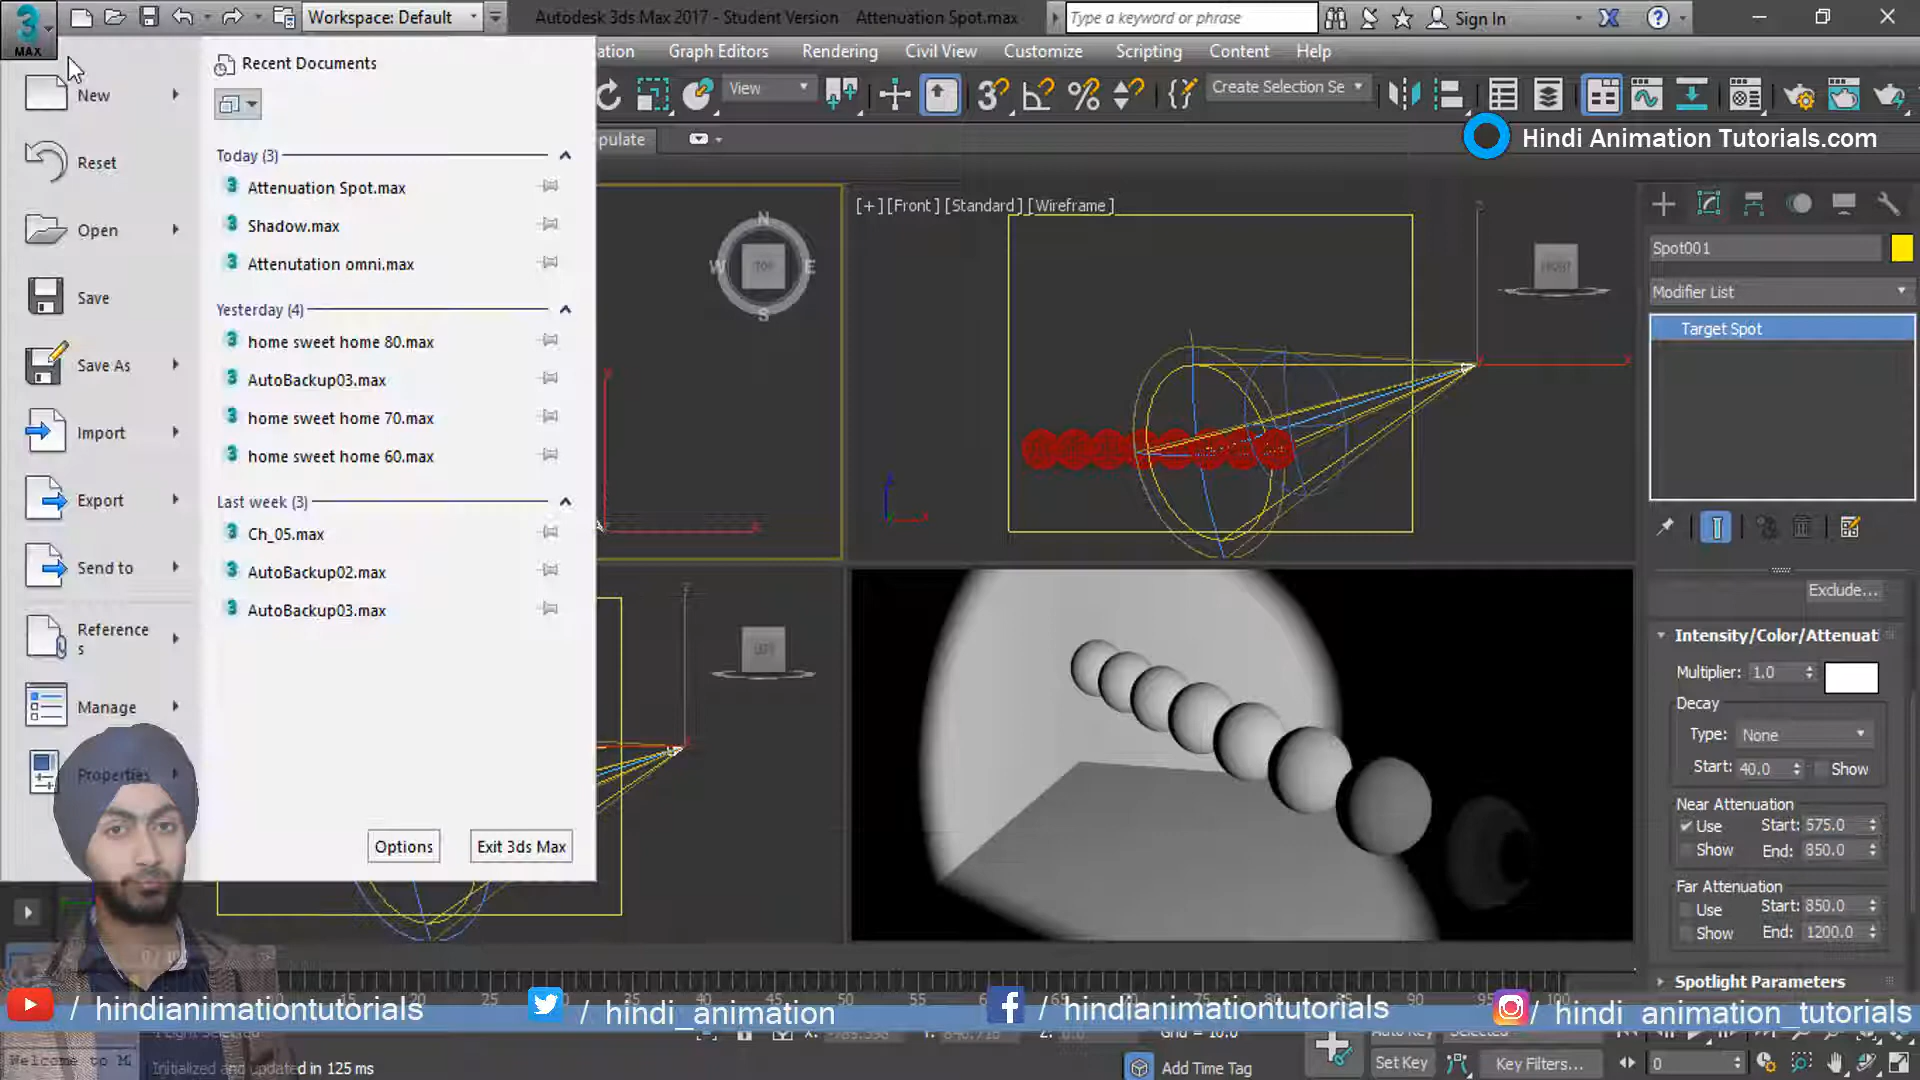 MAX
Workspace: Default
Autodesk 3ds Max 2017 - Student Version Attenuation Spot.max
Type a keyword or phrase
Sign In
ation
Graph Editors
Rendering
Civil View
Customize
Scripting
Content
Help
View
Create Selection Se
pulate
Hindi Animation Tutorials.com
New
Reset
Open
Save
Save As
Import
Export
Send to
Reference
s
Manage
Properties
Recent Documents
Today (3)
Attenuation Spot.max
Shadow.max
Attenutation omni.max
Yesterday (4)
home sweet home 80.max
AutoBackup03.max
home sweet home 70.max
home sweet home 60.max
Last week (3)
Ch_05.max
AutoBackup02.max
AutoBackup03.max
Options
Exit 3ds Max
N
W
E
S
TOP
[+] [Front] [Standard] [Wireframe]
FRONT
LEFT
Spot001
Modifier List
Target Spot
Exclude...
Intensity/Color/Attenuat
Multiplier: 1.0
Decay
Type: None
Start: 40.0 Show
Near Attenuation
Use Start: 575.0
Show End: 850.0
Far Attenuation
Use Start: 850.0
Show End: 1200.0
Spotlight Parameters
/ hindianimationtutorials
/ hindi_animation
/ hindianimationtutorials
/ hindi_animation_tutorials
Grid = 10.0
Welcome to M
Initialized and updated in 125 ms
Add Time Tag
Set Key
Key Filters...
0